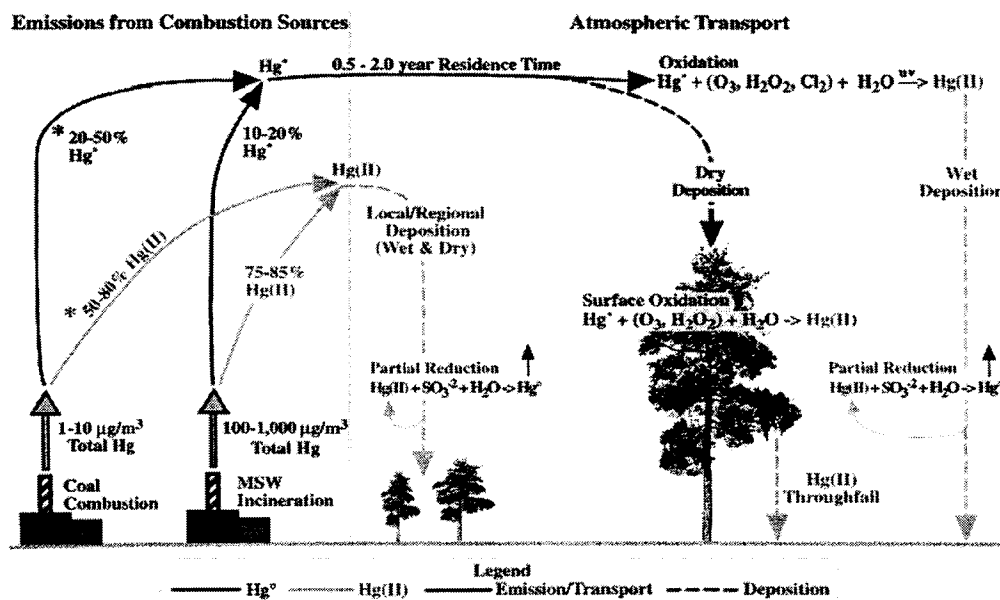 Emissions from Combustion Sources
Atmospheric Transport
Hg°
0.5 - 2.0 year Residence Time
Oxidation
Hg° + (O₃, H₂O₂, Cl₂) + H₂O uv -> Hg(II)
* 20-50%
Hg°
10-20%
Hg°
Hg(II)
Dry
Deposition
Wet
Deposition
Local/Regional
Deposition
(Wet & Dry)
* 50-80% Hg(II)
75-85%
Hg(II)
Surface Oxidation
Hg° + (O₃, H₂O₂) + H₂O -> Hg(II)
Partial Reduction
Hg(II) + SO₃⁻² + H₂O -> Hg°
Partial Reduction
Hg(II) + SO₃⁻² + H₂O -> Hg°
1-10 µg/m³
Total Hg
100-1,000 µg/m³
Total Hg
Coal
Combustion
MSW
Incineration
Hg(II)
Throughfall
Legend
Hg° Hg(II) Emission/Transport Deposition